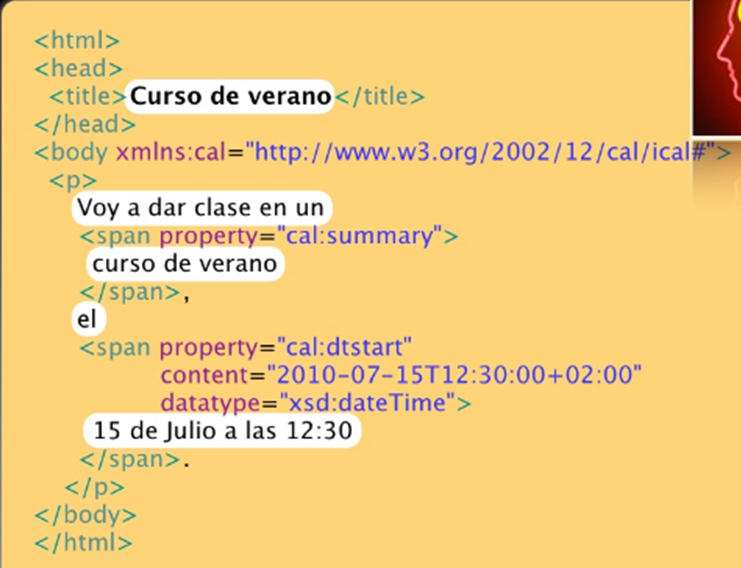 <html>
<head>
<title>Curso de verano</title>
</head>
<body xmlns:cal="http://www.w3.org/2002/12/cal/ical#">
<p>
Voy a dar clase en un
<span property="cal:summary">
curso de verano
</span>,
el
<span property="cal:dtstart"
content="2010-07-15T12:30:00+02:00"
datatype="xsd:dateTime">
15 de Julio a las 12:30
</span>.
</p>
</body>
</html>